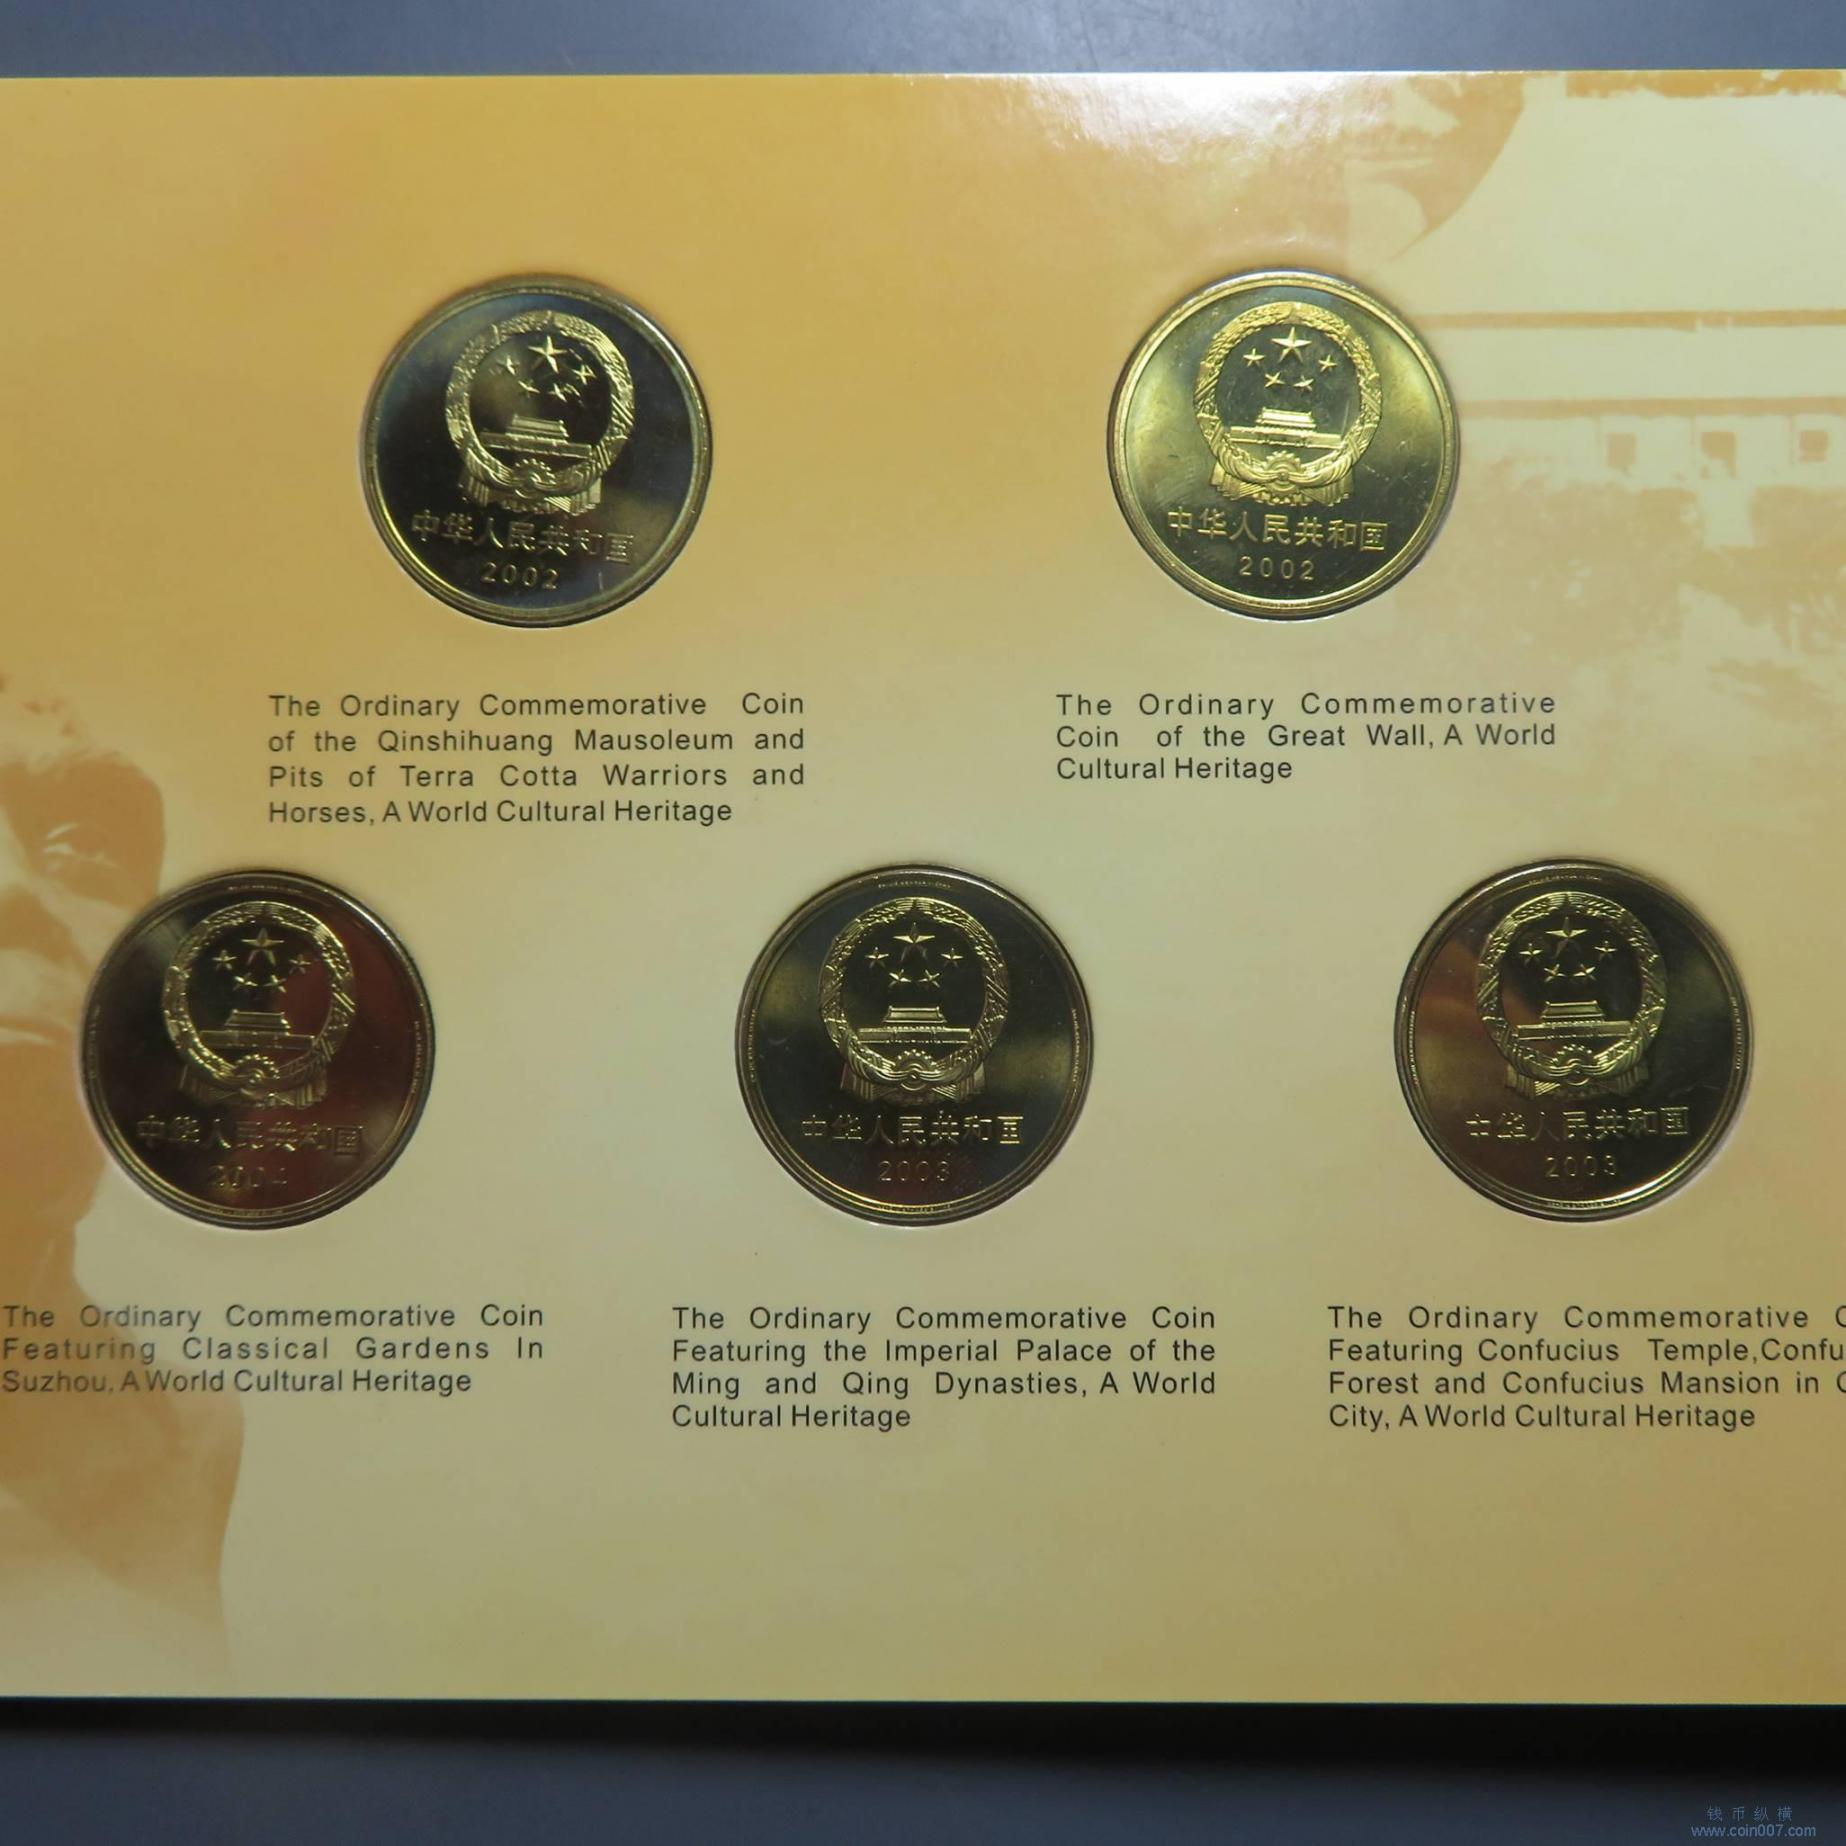 中华人民共和国
2002
中华人民共和国
2002
The Ordinary Commemorative Coin
of the Qinshihuang Mausoleum and
Pits of Terra Cotta Warriors and
Horses, A World Cultural Heritage
The Ordinary Commemorative
Coin of the Great Wall, A World
Cultural Heritage
中华人民共和国
2004
中华人民共和国
2003
中华人民共和国
2003
The Ordinary Commemorative Coin
Featuring Classical Gardens In
Suzhou, A World Cultural Heritage
The Ordinary Commemorative Coin
Featuring the Imperial Palace of the
Ming and Qing Dynasties, A World
Cultural Heritage
The Ordinary Commemorative
Featuring Confucius Temple,
Forest and Confucius Mansion in
City, A World Cultural Heritage
钱币纵横
www.coin007.com